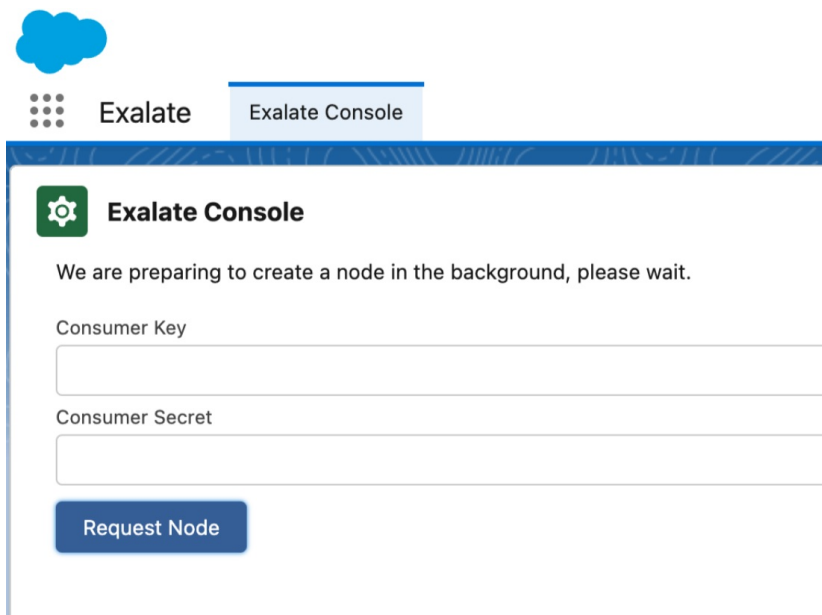 Exalate
Exalate Console
Exalate Console
We are preparing to create a node in the background, please wait.
Consumer Key
Consumer Secret
Request Node